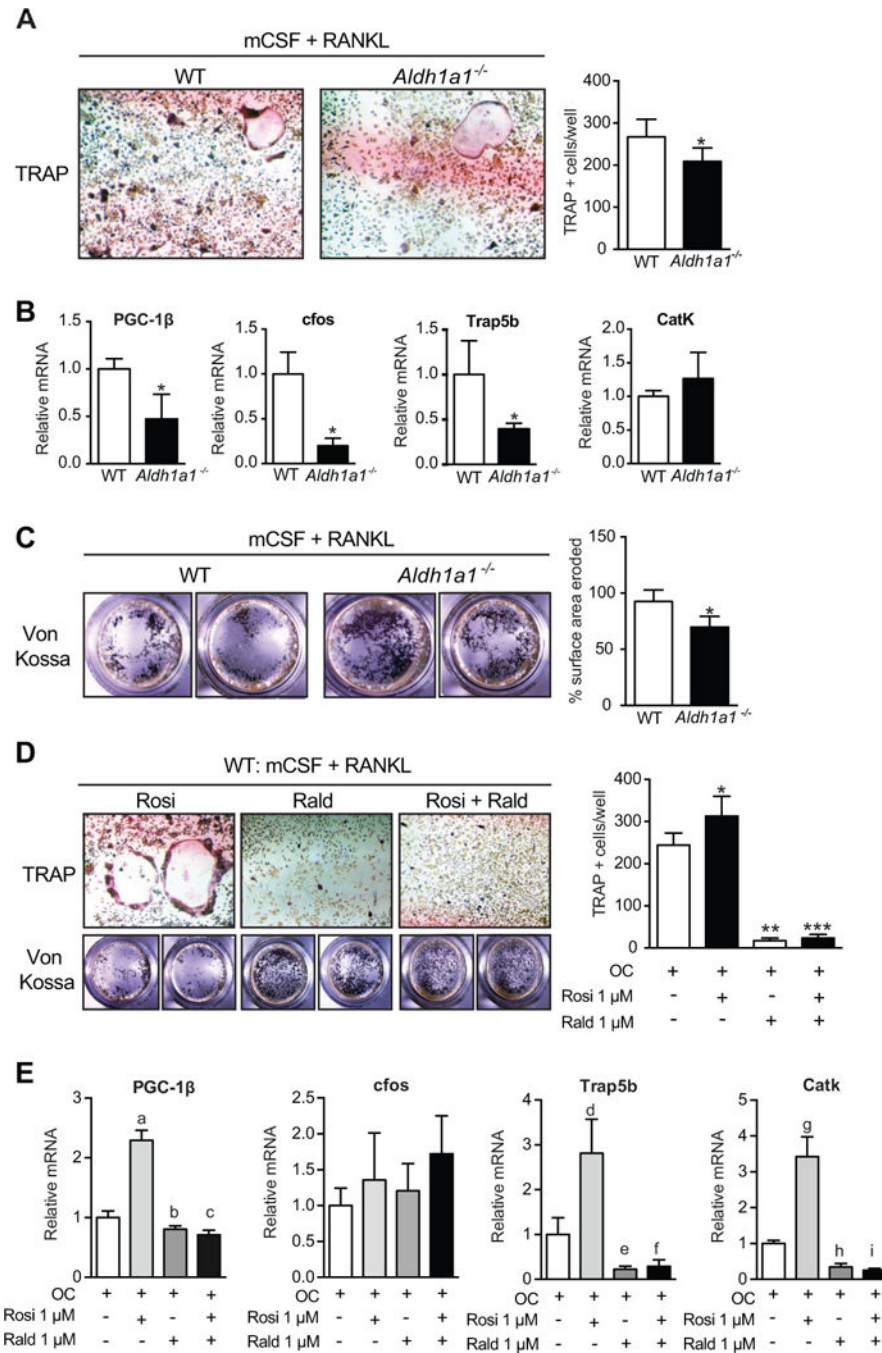 A
mCSF + RANKL
WT Aldh1a1-/-
TRAP
TRAP + cells/well
400
300
200
100
0
*
WT Aldh1a1-/-
B
PGC-1β cfos Trap5b CatK
Relative mRNA
1.5
1.0
0.5
0.0
*
WT Aldh1a1-/-
Relative mRNA
1.5
1.0
0.5
0.0
*
WT Aldh1a1-/-
Relative mRNA
1.5
1.0
0.5
0.0
*
WT Aldh1a1-/-
Relative mRNA
2.0
1.5
1.0
0.5
0.0
WT Aldh1a1-/-
C
mCSF + RANKL
WT Aldh1a1-/-
Von
Kossa
% surface area eroded
150
100
50
0
*
WT Aldh1a1-/-
D
WT: mCSF + RANKL
Rosi Rald Rosi + Rald
TRAP
Von
Kossa
TRAP + cells/well
400
300
200
100
0
* ** ***
OC + + + +
Rosi 1 µM - + - +
Rald 1 µM - - + +
E
PGC-1β cfos Trap5b Catk
Relative mRNA
3
2
1
0
a b c
Relative mRNA
2.5
2.0
1.5
1.0
0.5
0.0
Relative mRNA
4
3
2
1
0
d e f
Relative mRNA
5
4
3
2
1
0
g h i
OC + + + + OC + + + + OC + + + + OC + + + +
Rosi 1 µM - + - + Rosi 1 µM - + - + Rosi 1 µM - + - + Rosi 1 µM - + - +
Rald 1 µM - - + + Rald 1 µM - - + + Rald 1 µM - - + + Rald 1 µM - - + +